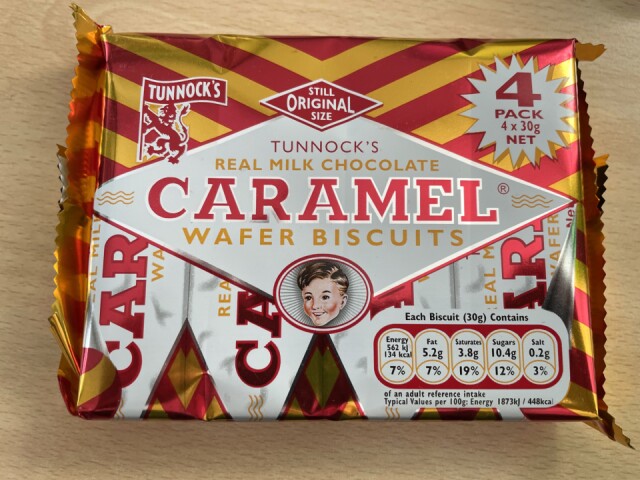 TUNNOCK'S
STILL
ORIGINAL
SIZE
4
PACK
4 x 30g
NET
TUNNOCK'S
REAL MILK CHOCOLATE
CARAMEL ®
WAFER BISCUITS
Each Biscuit (30g) Contains
Energy 562 kJ 134 kcal 7%
Fat 5.2g 7%
Saturates 3.8g 19%
Sugars 10.4g 12%
Salt 0.2g 3%
of an adult reference intake
Typical Values per 100g: Energy 1873kJ / 448kcal